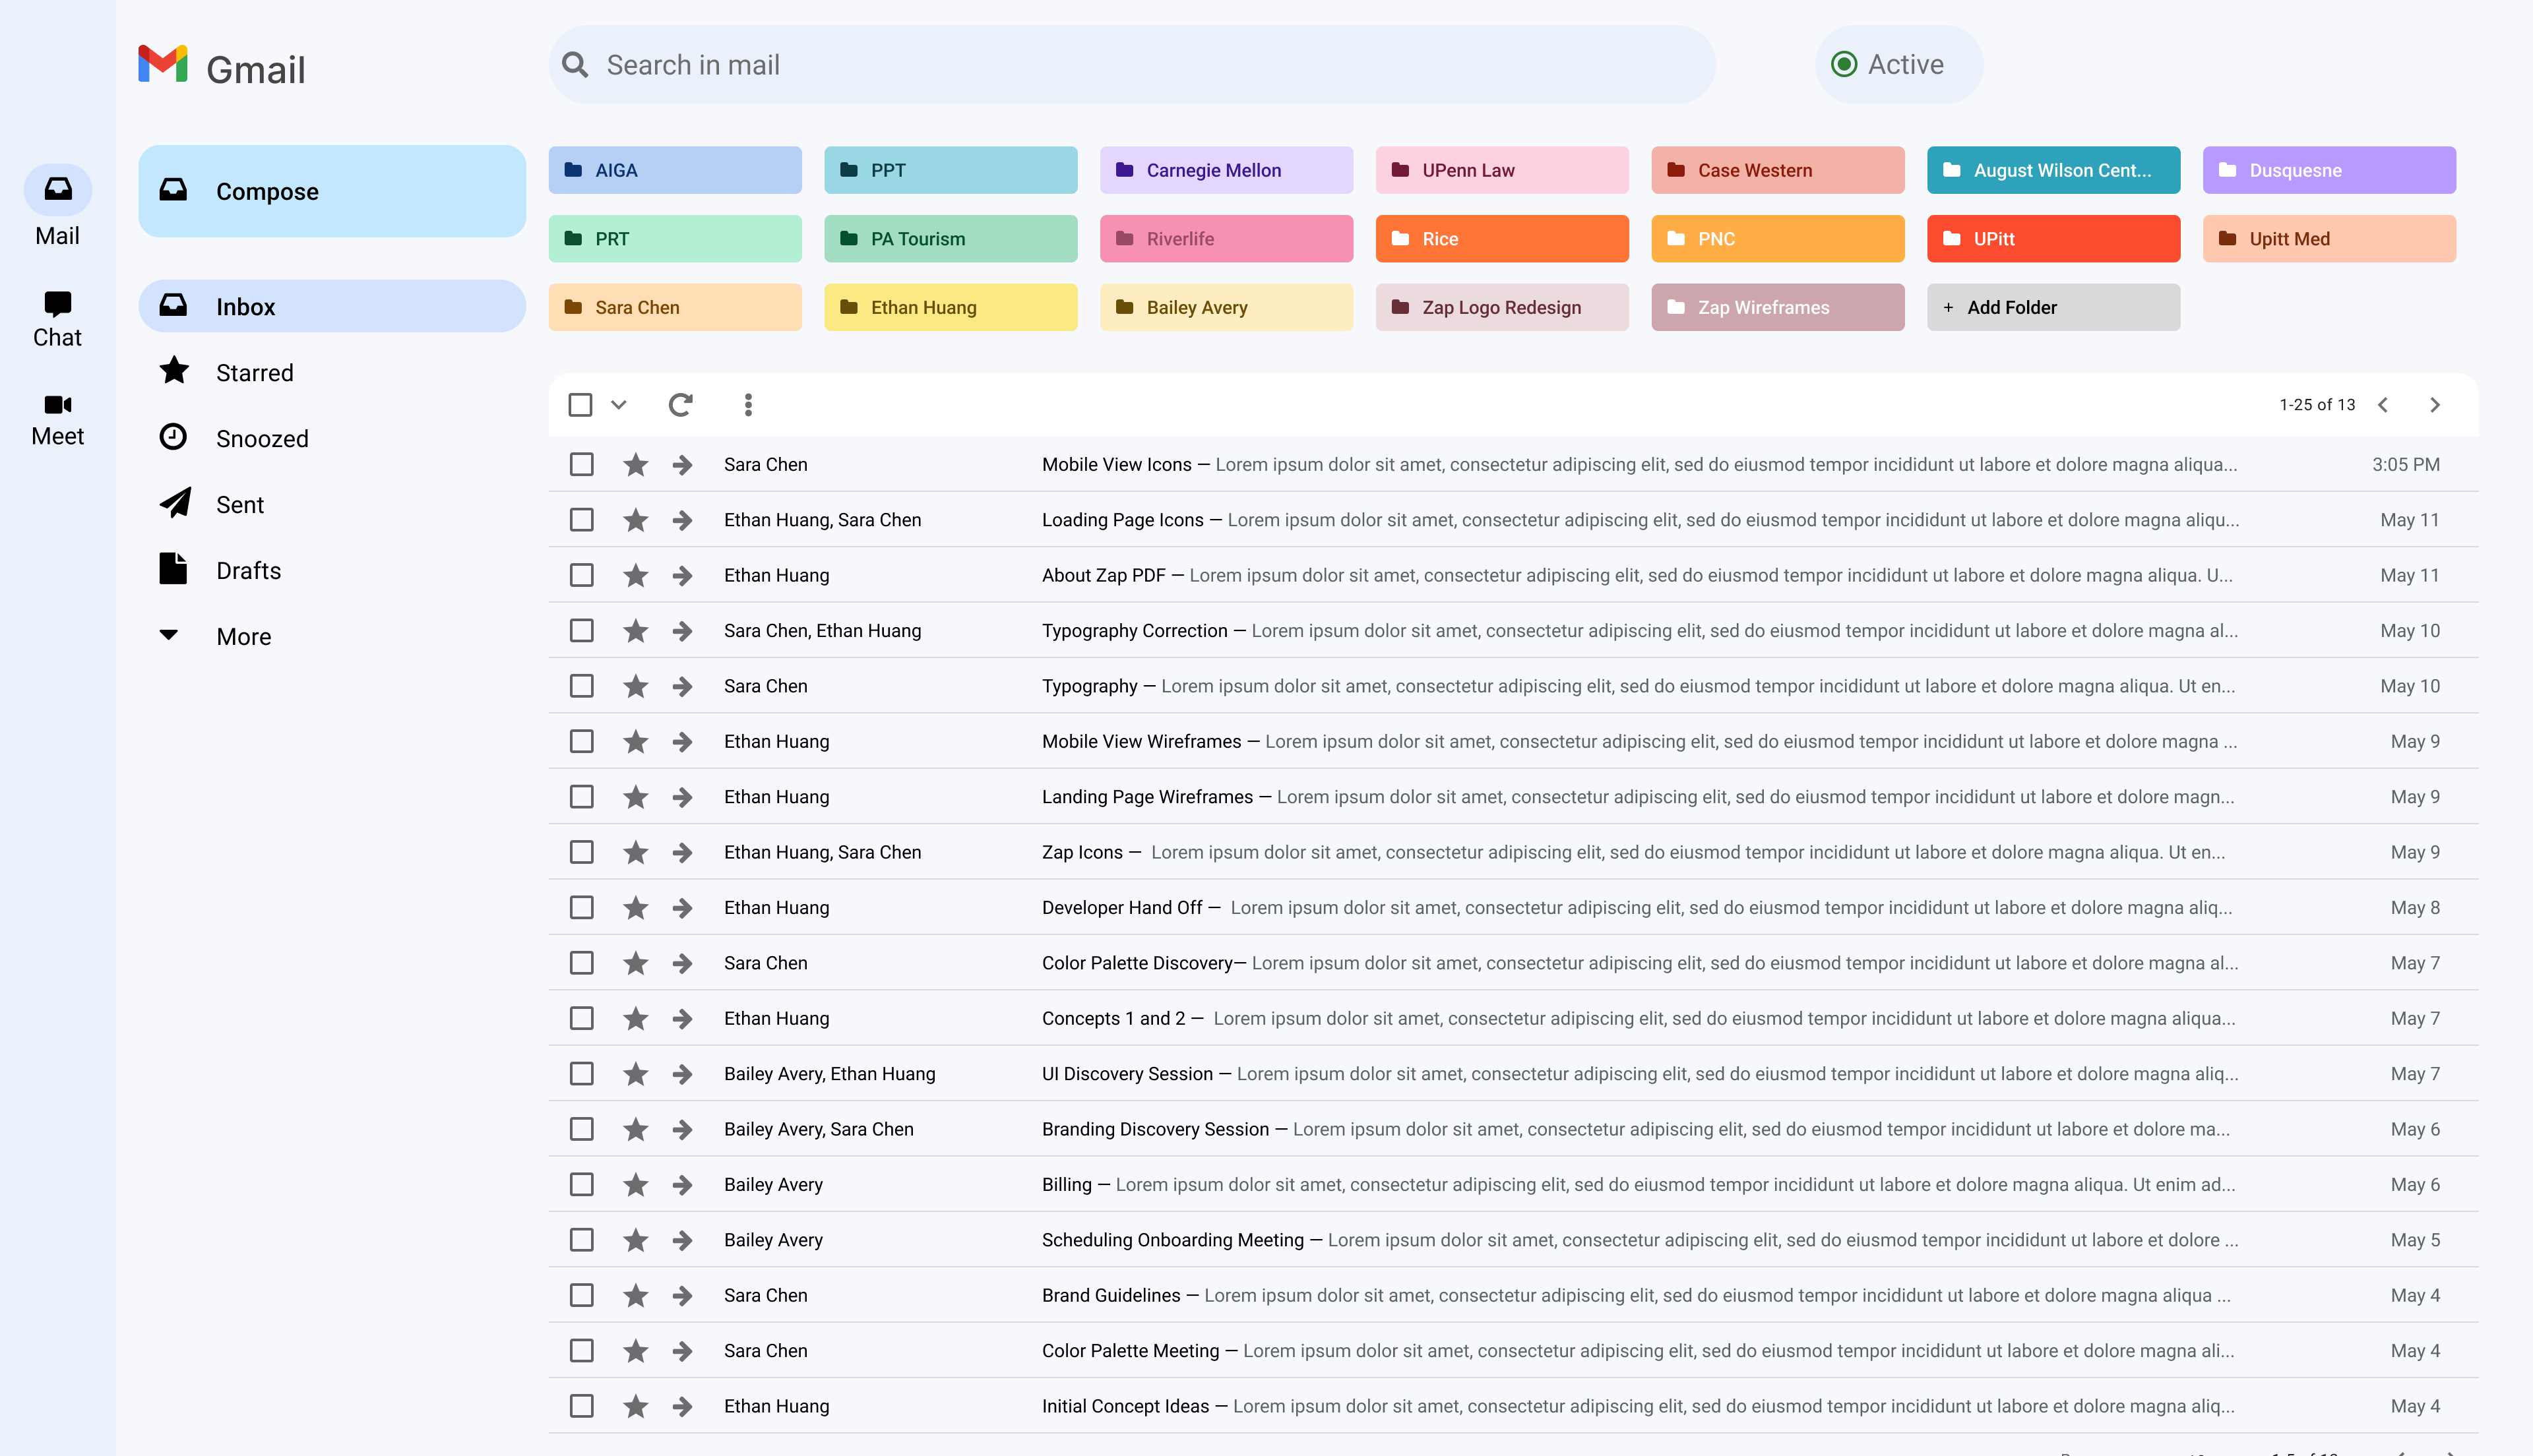 Gmail
Search in mail
Active
Mail
Chat
Meet
Compose
Inbox
Starred
Snoozed
Sent
Drafts
More
AIGA PPT Carnegie Mellon UPenn Law Case Western August Wilson Cent... Dusquesne
PRT PA Tourism Riverlife Rice PNC UPitt Upitt Med
Sara Chen Ethan Huang Bailey Avery Zap Logo Redesign Zap Wireframes + Add Folder
1-25 of 13
Sara Chen Mobile View Icons — Lorem ipsum dolor sit amet, consectetur adipiscing elit, sed do eiusmod tempor incididunt ut labore et dolore magna aliqua... 3:05 PM
Ethan Huang, Sara Chen Loading Page Icons — Lorem ipsum dolor sit amet, consectetur adipiscing elit, sed do eiusmod tempor incididunt ut labore et dolore magna aliqu... May 11
Ethan Huang About Zap PDF — Lorem ipsum dolor sit amet, consectetur adipiscing elit, sed do eiusmod tempor incididunt ut labore et dolore magna aliqua. U... May 11
Sara Chen, Ethan Huang Typography Correction — Lorem ipsum dolor sit amet, consectetur adipiscing elit, sed do eiusmod tempor incididunt ut labore et dolore magna al... May 10
Sara Chen Typography — Lorem ipsum dolor sit amet, consectetur adipiscing elit, sed do eiusmod tempor incididunt ut labore et dolore magna aliqua. Ut en... May 10
Ethan Huang Mobile View Wireframes — Lorem ipsum dolor sit amet, consectetur adipiscing elit, sed do eiusmod tempor incididunt ut labore et dolore magna ... May 9
Ethan Huang Landing Page Wireframes — Lorem ipsum dolor sit amet, consectetur adipiscing elit, sed do eiusmod tempor incididunt ut labore et dolore magn... May 9
Ethan Huang, Sara Chen Zap Icons — Lorem ipsum dolor sit amet, consectetur adipiscing elit, sed do eiusmod tempor incididunt ut labore et dolore magna aliqua. Ut en... May 9
Ethan Huang Developer Hand Off — Lorem ipsum dolor sit amet, consectetur adipiscing elit, sed do eiusmod tempor incididunt ut labore et dolore magna aliq... May 8
Sara Chen Color Palette Discovery— Lorem ipsum dolor sit amet, consectetur adipiscing elit, sed do eiusmod tempor incididunt ut labore et dolore magna al... May 7
Ethan Huang Concepts 1 and 2 — Lorem ipsum dolor sit amet, consectetur adipiscing elit, sed do eiusmod tempor incididunt ut labore et dolore magna aliqua... May 7
Bailey Avery, Ethan Huang UI Discovery Session — Lorem ipsum dolor sit amet, consectetur adipiscing elit, sed do eiusmod tempor incididunt ut labore et dolore magna aliq... May 7
Bailey Avery, Sara Chen Branding Discovery Session — Lorem ipsum dolor sit amet, consectetur adipiscing elit, sed do eiusmod tempor incididunt ut labore et dolore ma... May 6
Bailey Avery Billing — Lorem ipsum dolor sit amet, consectetur adipiscing elit, sed do eiusmod tempor incididunt ut labore et dolore magna aliqua. Ut enim ad... May 6
Bailey Avery Scheduling Onboarding Meeting — Lorem ipsum dolor sit amet, consectetur adipiscing elit, sed do eiusmod tempor incididunt ut labore et dolore ... May 5
Sara Chen Brand Guidelines — Lorem ipsum dolor sit amet, consectetur adipiscing elit, sed do eiusmod tempor incididunt ut labore et dolore magna aliqua ... May 4
Sara Chen Color Palette Meeting — Lorem ipsum dolor sit amet, consectetur adipiscing elit, sed do eiusmod tempor incididunt ut labore et dolore magna ali... May 4
Ethan Huang Initial Concept Ideas — Lorem ipsum dolor sit amet, consectetur adipiscing elit, sed do eiusmod tempor incididunt ut labore et dolore magna aliq... May 4